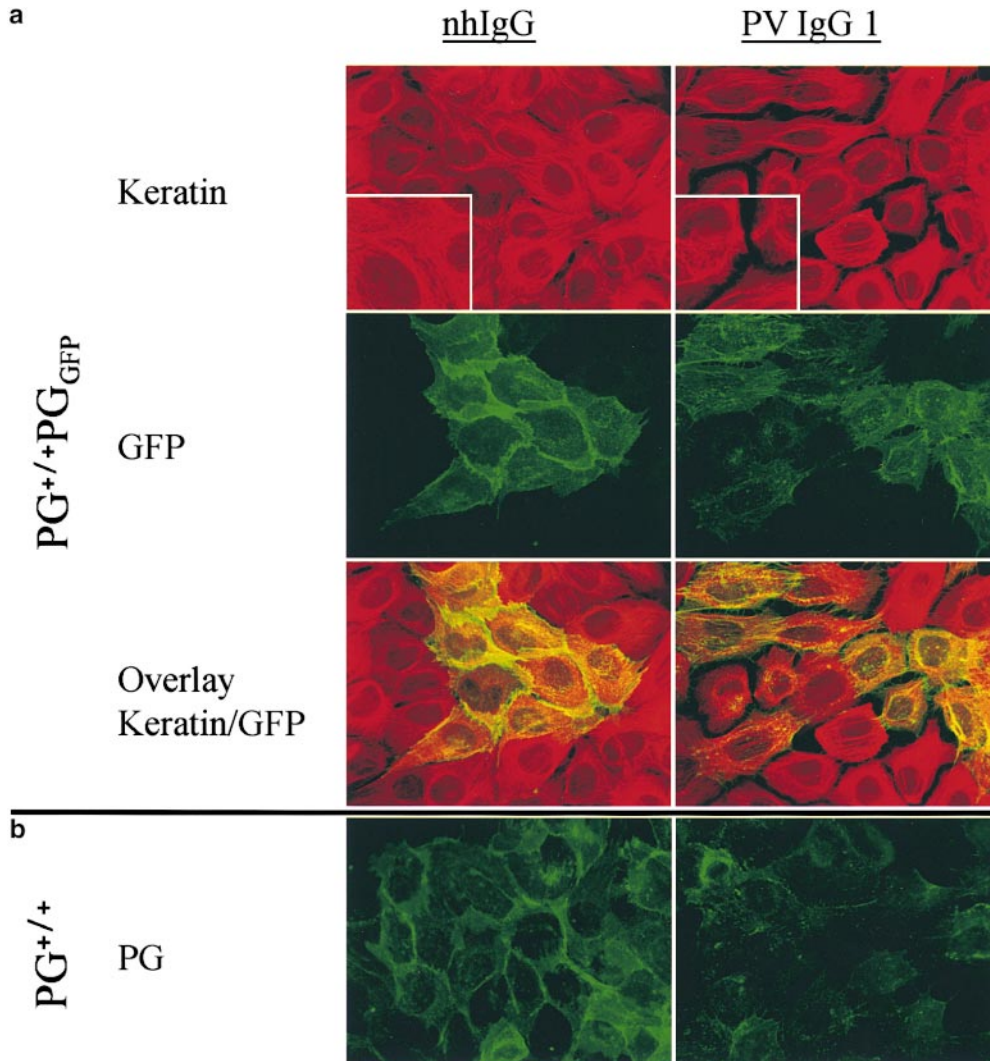 a
nhIgG
PV IgG 1
PG+/+PGGFP
Keratin
GFP
Overlay
Keratin/GFP
b
PG+/+
PG